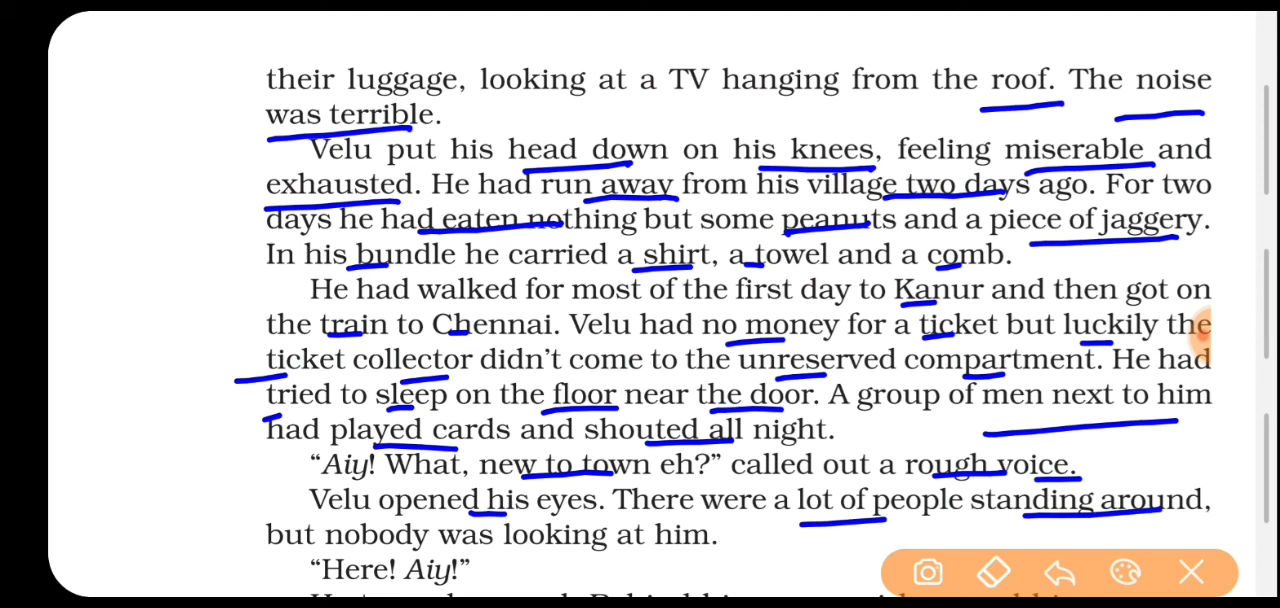 their luggage, looking at a TV hanging from the roof. The noise
was terrible.
Velu put his head down on his knees, feeling miserable and
exhausted. He had run away from his village two days ago. For two
days he had eaten nothing but some peanuts and a piece of jaggery.
In his bundle he carried a shirt, a towel and a comb.
He had walked for most of the first day to Kanur and then got on
the train to Chennai. Velu had no money for a ticket but luckily the
ticket collector didn’t come to the unreserved compartment. He had
tried to sleep on the floor near the door. A group of men next to him
had played cards and shouted all night.
“Aiy! What, new to town eh?” called out a rough voice.
Velu opened his eyes. There were a lot of people standing around,
but nobody was looking at him.
“Here! Aiy!”